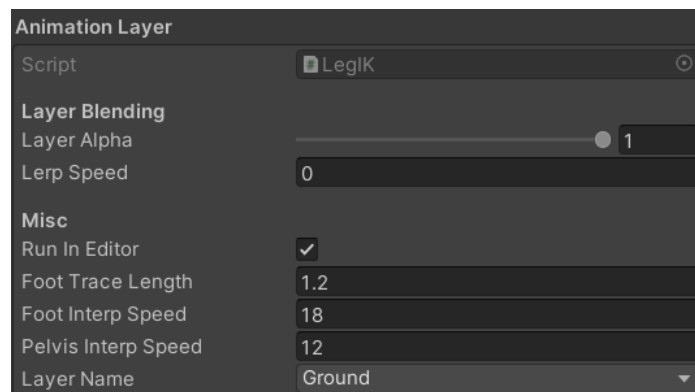 Animation Layer
Script LegIK
Layer Blending
Layer Alpha 1
Lerp Speed 0
Misc
Run In Editor
Foot Trace Length 1.2
Foot Interp Speed 18
Pelvis Interp Speed 12
Layer Name Ground